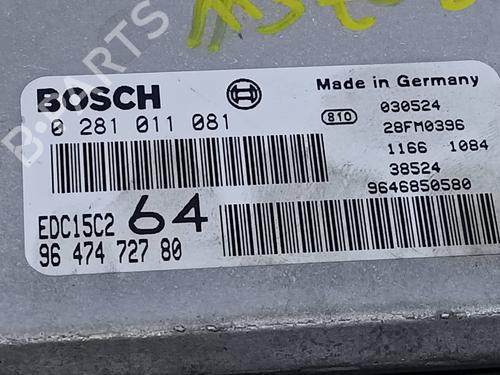 BOSCH
Made in Germany
0 281 011 081
810
030524
28FM0396
1166 1084
38524
9646850580
EDC15C2 64
96 474 727 80
B-PARTS